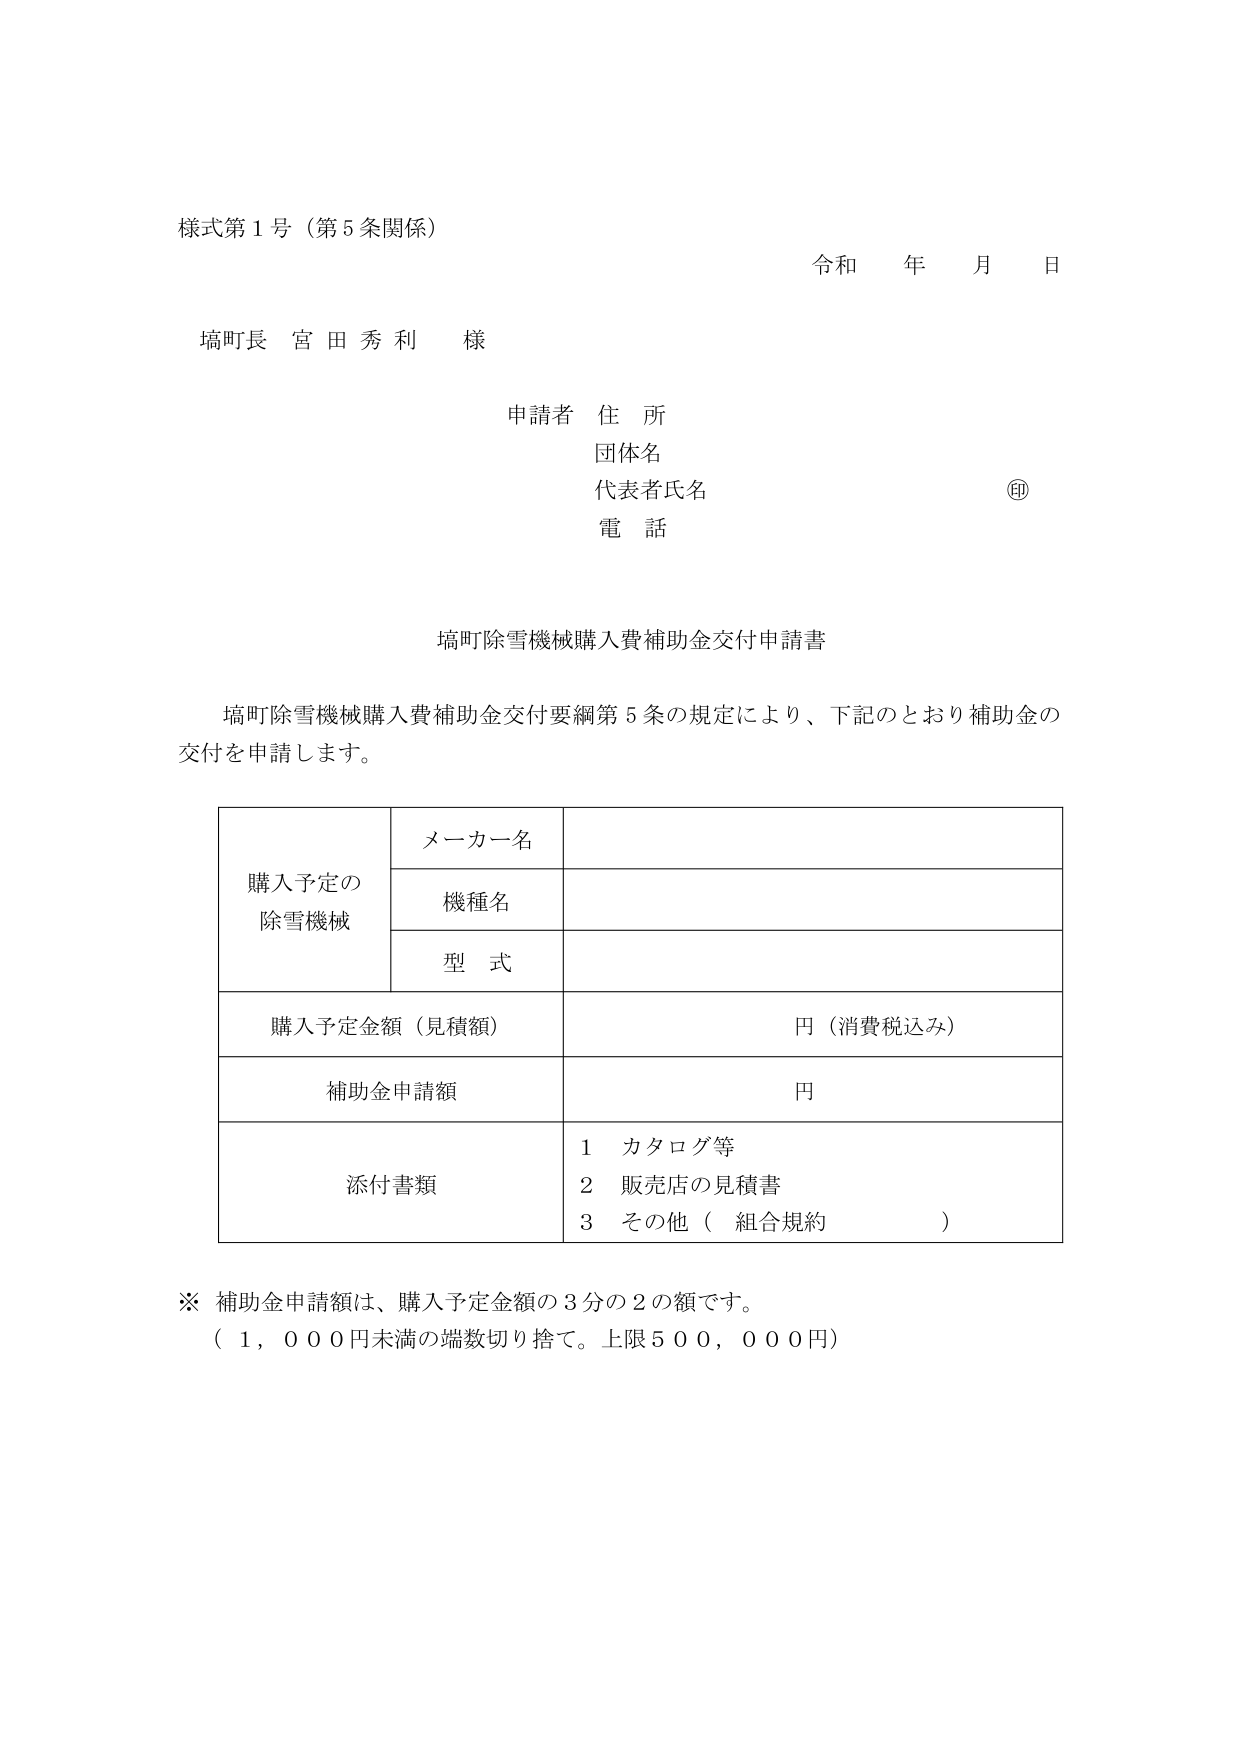 様式第１号（第５条関係）
令和　　年　　月　　日
塙町長　宮 田 秀 利　　様
申請者　住　所
団体名
代表者氏名　　　　　　　　　　　　　㊞
電　話
塙町除雪機械購入費補助金交付申請書
塙町除雪機械購入費補助金交付要綱第５条の規定により、下記のとおり補助金の
交付を申請します。
購入予定の
除雪機械
メーカー名
機種名
型　式
購入予定金額（見積額）
円（消費税込み）
補助金申請額
円
添付書類
１　カタログ等
２　販売店の見積書
３　その他（　組合規約　　　　　）
※ 補助金申請額は、購入予定金額の３分の２の額です。
（１，０００円未満の端数切り捨て。上限５００，０００円）